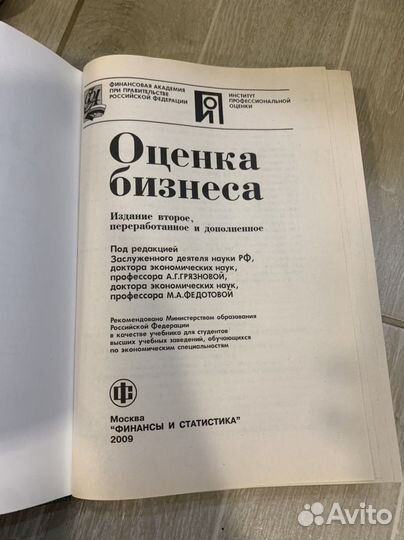 ФИНАНСОВАЯ АКАДЕМИЯ
ПРИ ПРАВИТЕЛЬСТВЕ
РОССИЙСКОЙ ФЕДЕРАЦИИ
ИНСТИТУТ
ПРОФЕССИОНАЛЬНОЙ
ОЦЕНКИ
Оценка
бизнеса
Издание второе,
переработанное и дополненное
Под редакцией
Заслуженного деятеля науки РФ,
доктора экономических наук,
профессора А.Г.ГРЯЗНОВОЙ,
доктора экономических наук,
профессора М.А.ФЕДОТОВОЙ
Рекомендовано Министерством образования
Российской Федерации
в качестве учебника для студентов
высших учебных заведений, обучающихся
по экономическим специальностям
Москва
"ФИНАНСЫ И СТАТИСТИКА"
2009
Avito